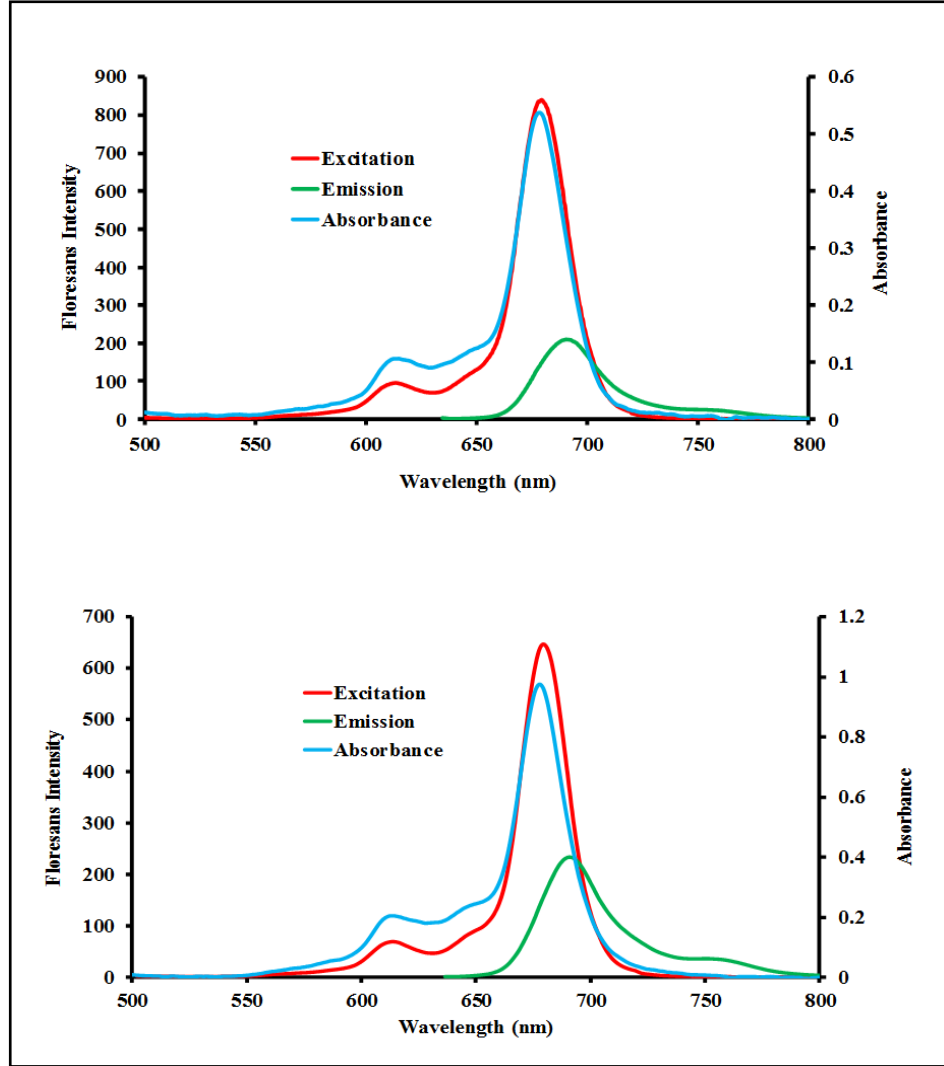 900
800
700
600
500
400
300
200
100
0
Floresans Intensity
Excitation
Emission
Absorbance
0.6
0.5
0.4
0.3
0.2
0.1
0
Absorbance
500 550 600 650 700 750 800
Wavelength (nm)
700
600
500
400
300
200
100
0
Floresans Intensity
Excitation
Emission
Absorbance
1.2
1
0.8
0.6
0.4
0.2
0
Absorbance
500 550 600 650 700 750 800
Wavelength (nm)